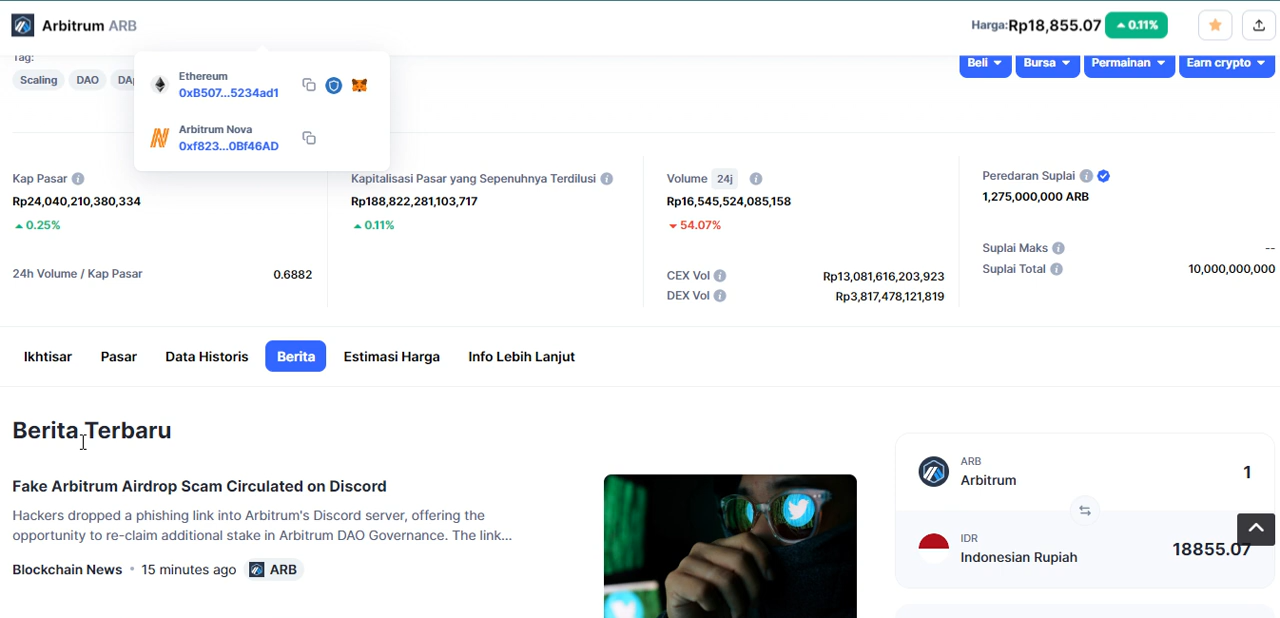 Arbitrum ARB
Harga:Rp18,855.07 0.11%
Tag:
Scaling DAO
Ethereum
0xB507...5234ad1
Arbitrum Nova
0xf823...0Bf46AD
Beli Bursa Permainan Earn crypto
Kap Pasar
Rp24,040,210,380,334
0.25%
24h Volume / Kap Pasar 0.6882
Kapitalisasi Pasar yang Sepenuhnya Terdilusi
Rp188,822,281,103,717
0.11%
Volume 24j
Rp16,545,524,085,158
54.07%
CEX Vol Rp13,081,616,203,923
DEX Vol Rp3,817,478,121,819
Peredaran Suplai
1,275,000,000 ARB
Suplai Maks --
Suplai Total 10,000,000,000
Ikhtisar Pasar Data Historis Berita Estimasi Harga Info Lebih Lanjut
Berita Terbaru
Fake Arbitrum Airdrop Scam Circulated on Discord
Hackers dropped a phishing link into Arbitrum's Discord server, offering the
opportunity to re-claim additional stake in Arbitrum DAO Governance. The link...
Blockchain News • 15 minutes ago ARB
ARB
Arbitrum 1
IDR
Indonesian Rupiah 18855.07